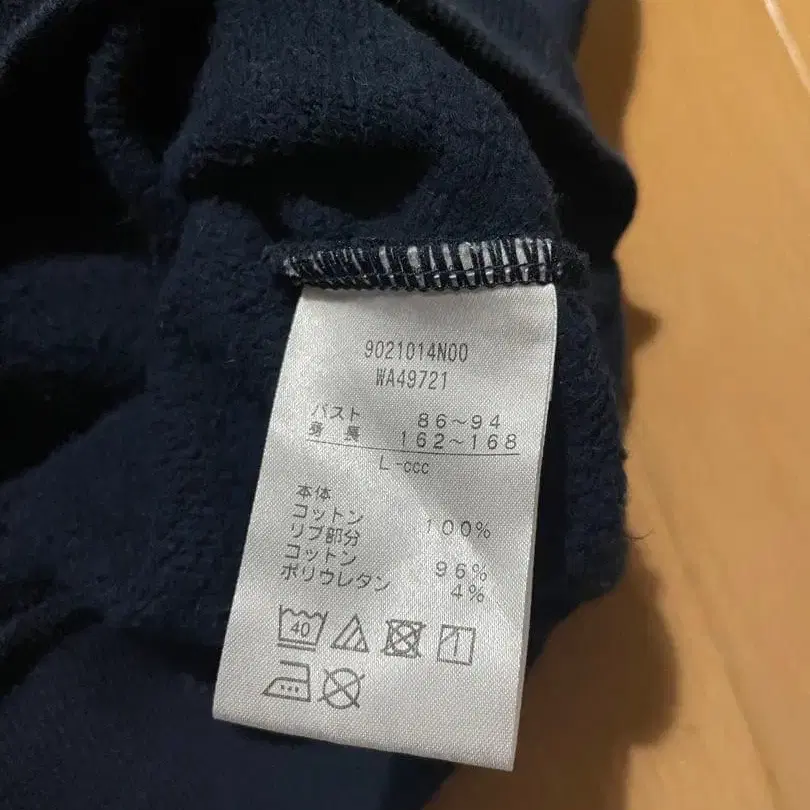 9021014N00
WA49721
バスト 86～94
身長 162～168
L-ccc
本体
コットン 100%
リブ部分
コットン 96%
ポリウレタン 4%
40